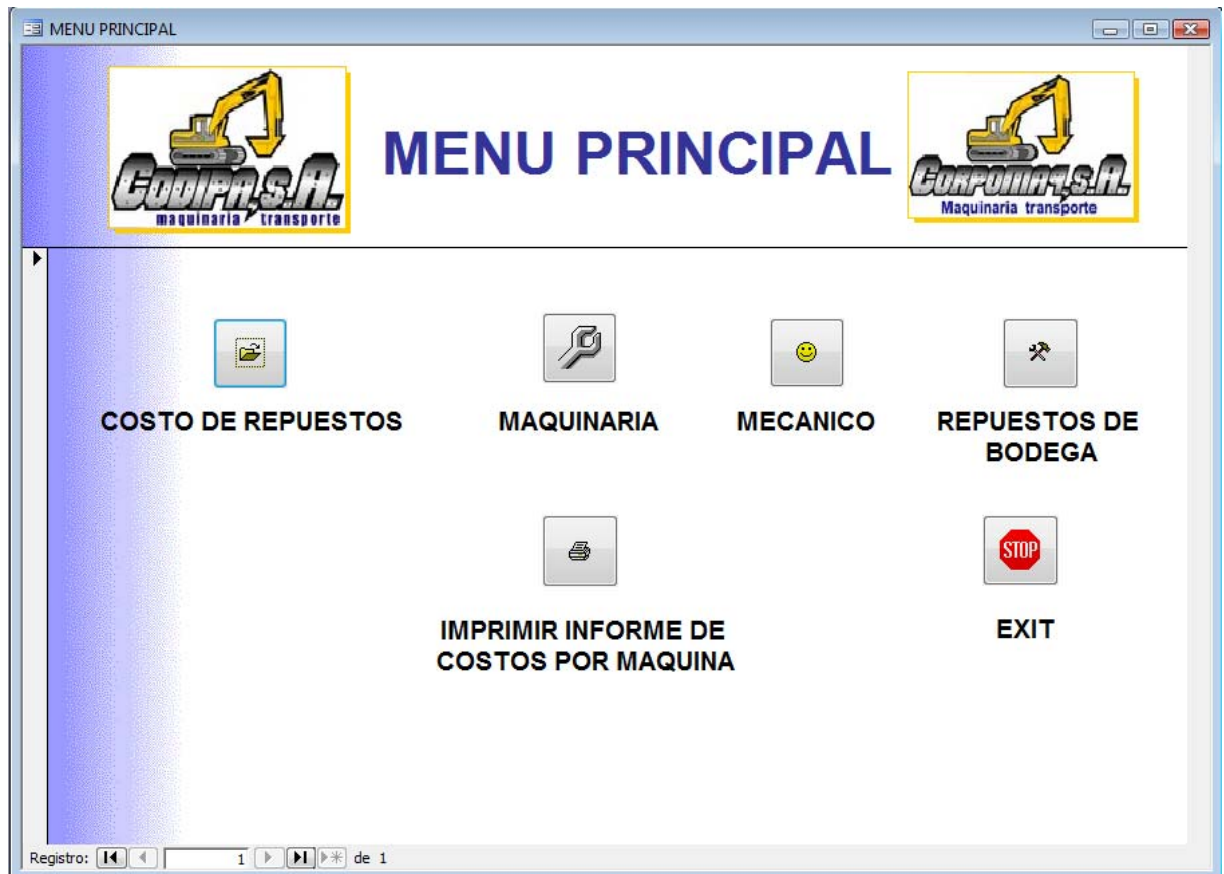 MENU PRINCIPAL
CODIPA,S.A.
maquinaria transporte
MENU PRINCIPAL
CORPOMAQ,S.A.
Maquinaria transporte
COSTO DE REPUESTOS
MAQUINARIA
MECANICO
REPUESTOS DE
BODEGA
IMPRIMIR INFORME DE
COSTOS POR MAQUINA
STOP
EXIT
Registro: 1 de 1